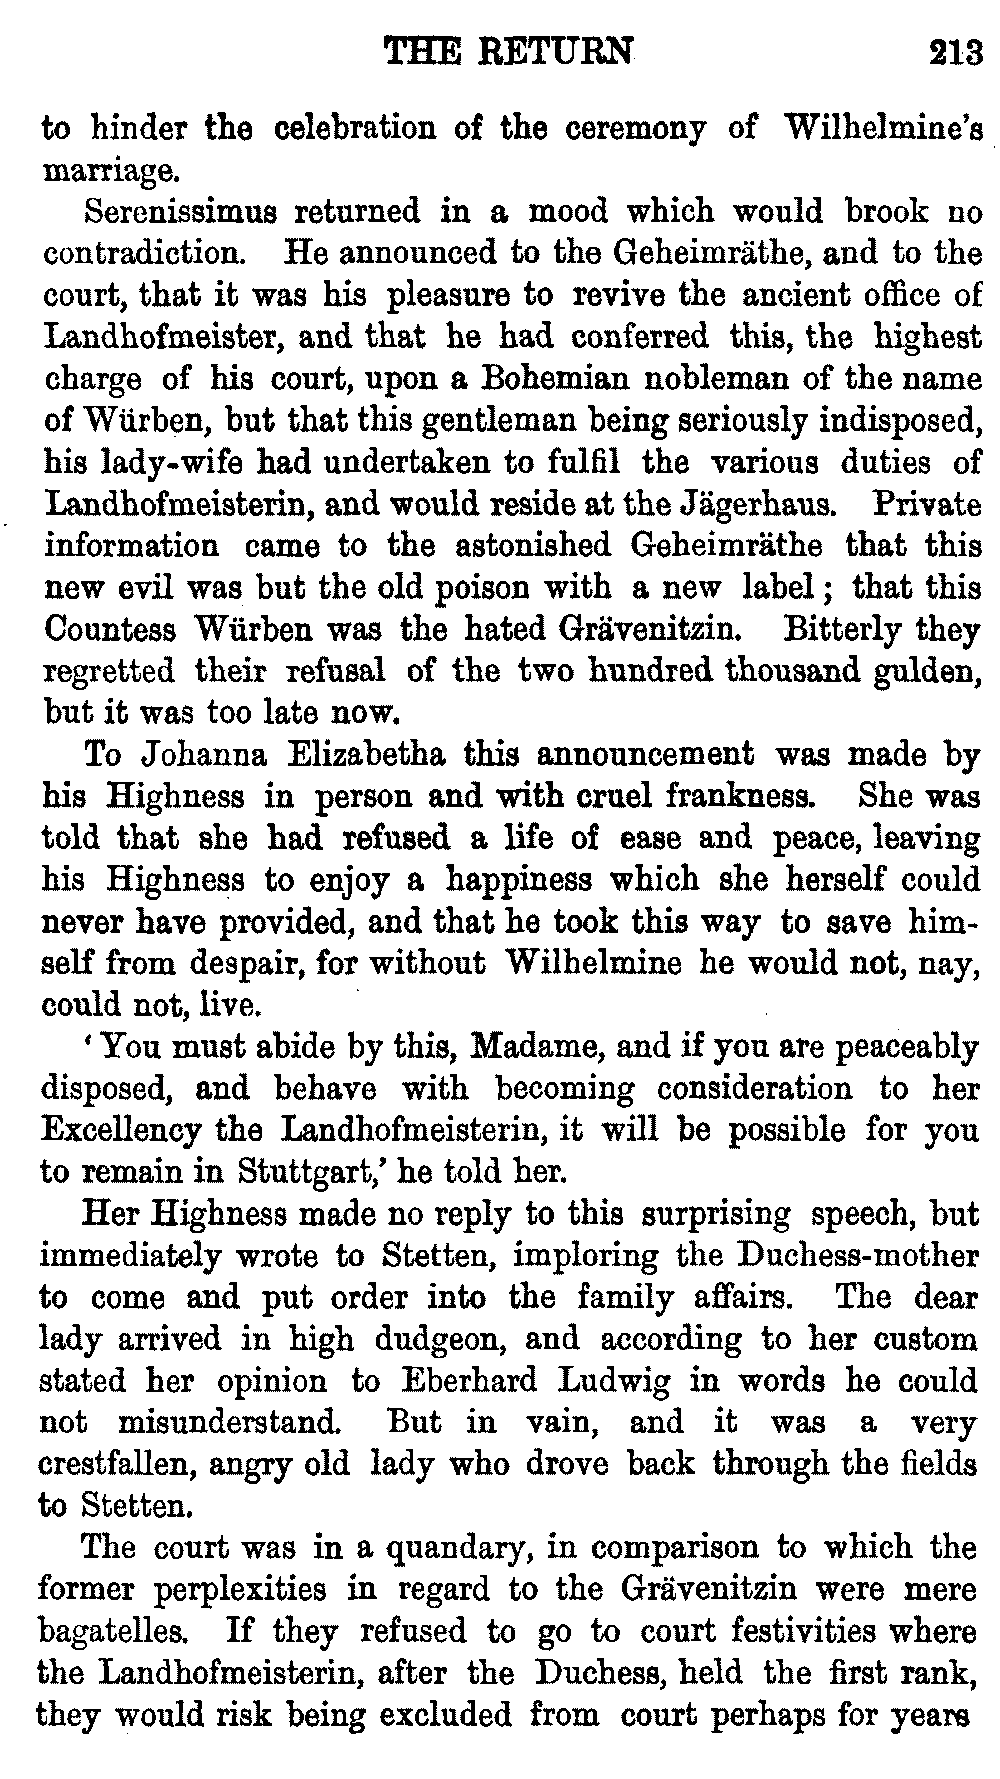 THE RETURN 213
to hinder the celebration of the ceremony of Wilhelmine's
marriage.
Serenissimus returned in a mood which would brook no
contradiction. He announced to the Geheimräthe, and to the
court, that it was his pleasure to revive the ancient office of
Landhofmeister, and that he had conferred this, the highest
charge of his court, upon a Bohemian nobleman of the name
of Würben, but that this gentleman being seriously indisposed,
his lady-wife had undertaken to fulfil the various duties of
Landhofmeisterin, and would reside at the Jägerhaus. Private
information came to the astonished Geheimräthe that this
new evil was but the old poison with a new label; that this
Countess Würben was the hated Grävenitzin. Bitterly they
regretted their refusal of the two hundred thousand gulden,
but it was too late now.
To Johanna Elizabetha this announcement was made by
his Highness in person and with cruel frankness. She was
told that she had refused a life of ease and peace, leaving
his Highness to enjoy a happiness which she herself could
never have provided, and that he took this way to save him-
self from despair, for without Wilhelmine he would not, nay,
could not, live.
'You must abide by this, Madame, and if you are peaceably
disposed, and behave with becoming consideration to her
Excellency the Landhofmeisterin, it will be possible for you
to remain in Stuttgart,' he told her.
Her Highness made no reply to this surprising speech, but
immediately wrote to Stetten, imploring the Duchess-mother
to come and put order into the family affairs. The dear
lady arrived in high dudgeon, and according to her custom
stated her opinion to Eberhard Ludwig in words he could
not misunderstand. But in vain, and it was a very
crestfallen, angry old lady who drove back through the fields
to Stetten.
The court was in a quandary, in comparison to which the
former perplexities in regard to the Grävenitzin were mere
bagatelles. If they refused to go to court festivities where
the Landhofmeisterin, after the Duchess, held the first rank,
they would risk being excluded from court perhaps for years